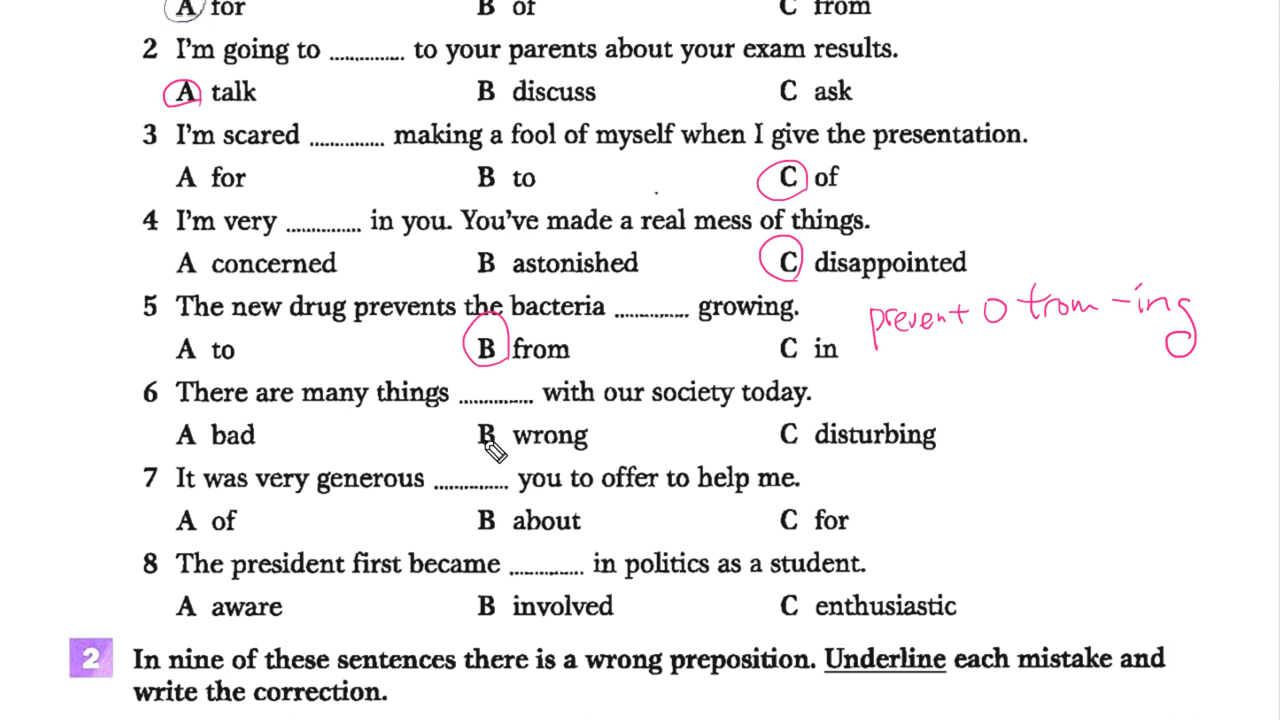 A for B of C from
2 I'm going to .............. to your parents about your exam results.
A talk B discuss C ask
3 I'm scared .............. making a fool of myself when I give the presentation.
A for B to C of
4 I'm very .............. in you. You've made a real mess of things.
A concerned B astonished C disappointed
5 The new drug prevents the bacteria .............. growing.
prevent O from -ing
A to B from C in
6 There are many things .............. with our society today.
A bad B wrong C disturbing
7 It was very generous .............. you to offer to help me.
A of B about C for
8 The president first became .............. in politics as a student.
A aware B involved C enthusiastic
2 In nine of these sentences there is a wrong preposition. Underline each mistake and
write the correction.